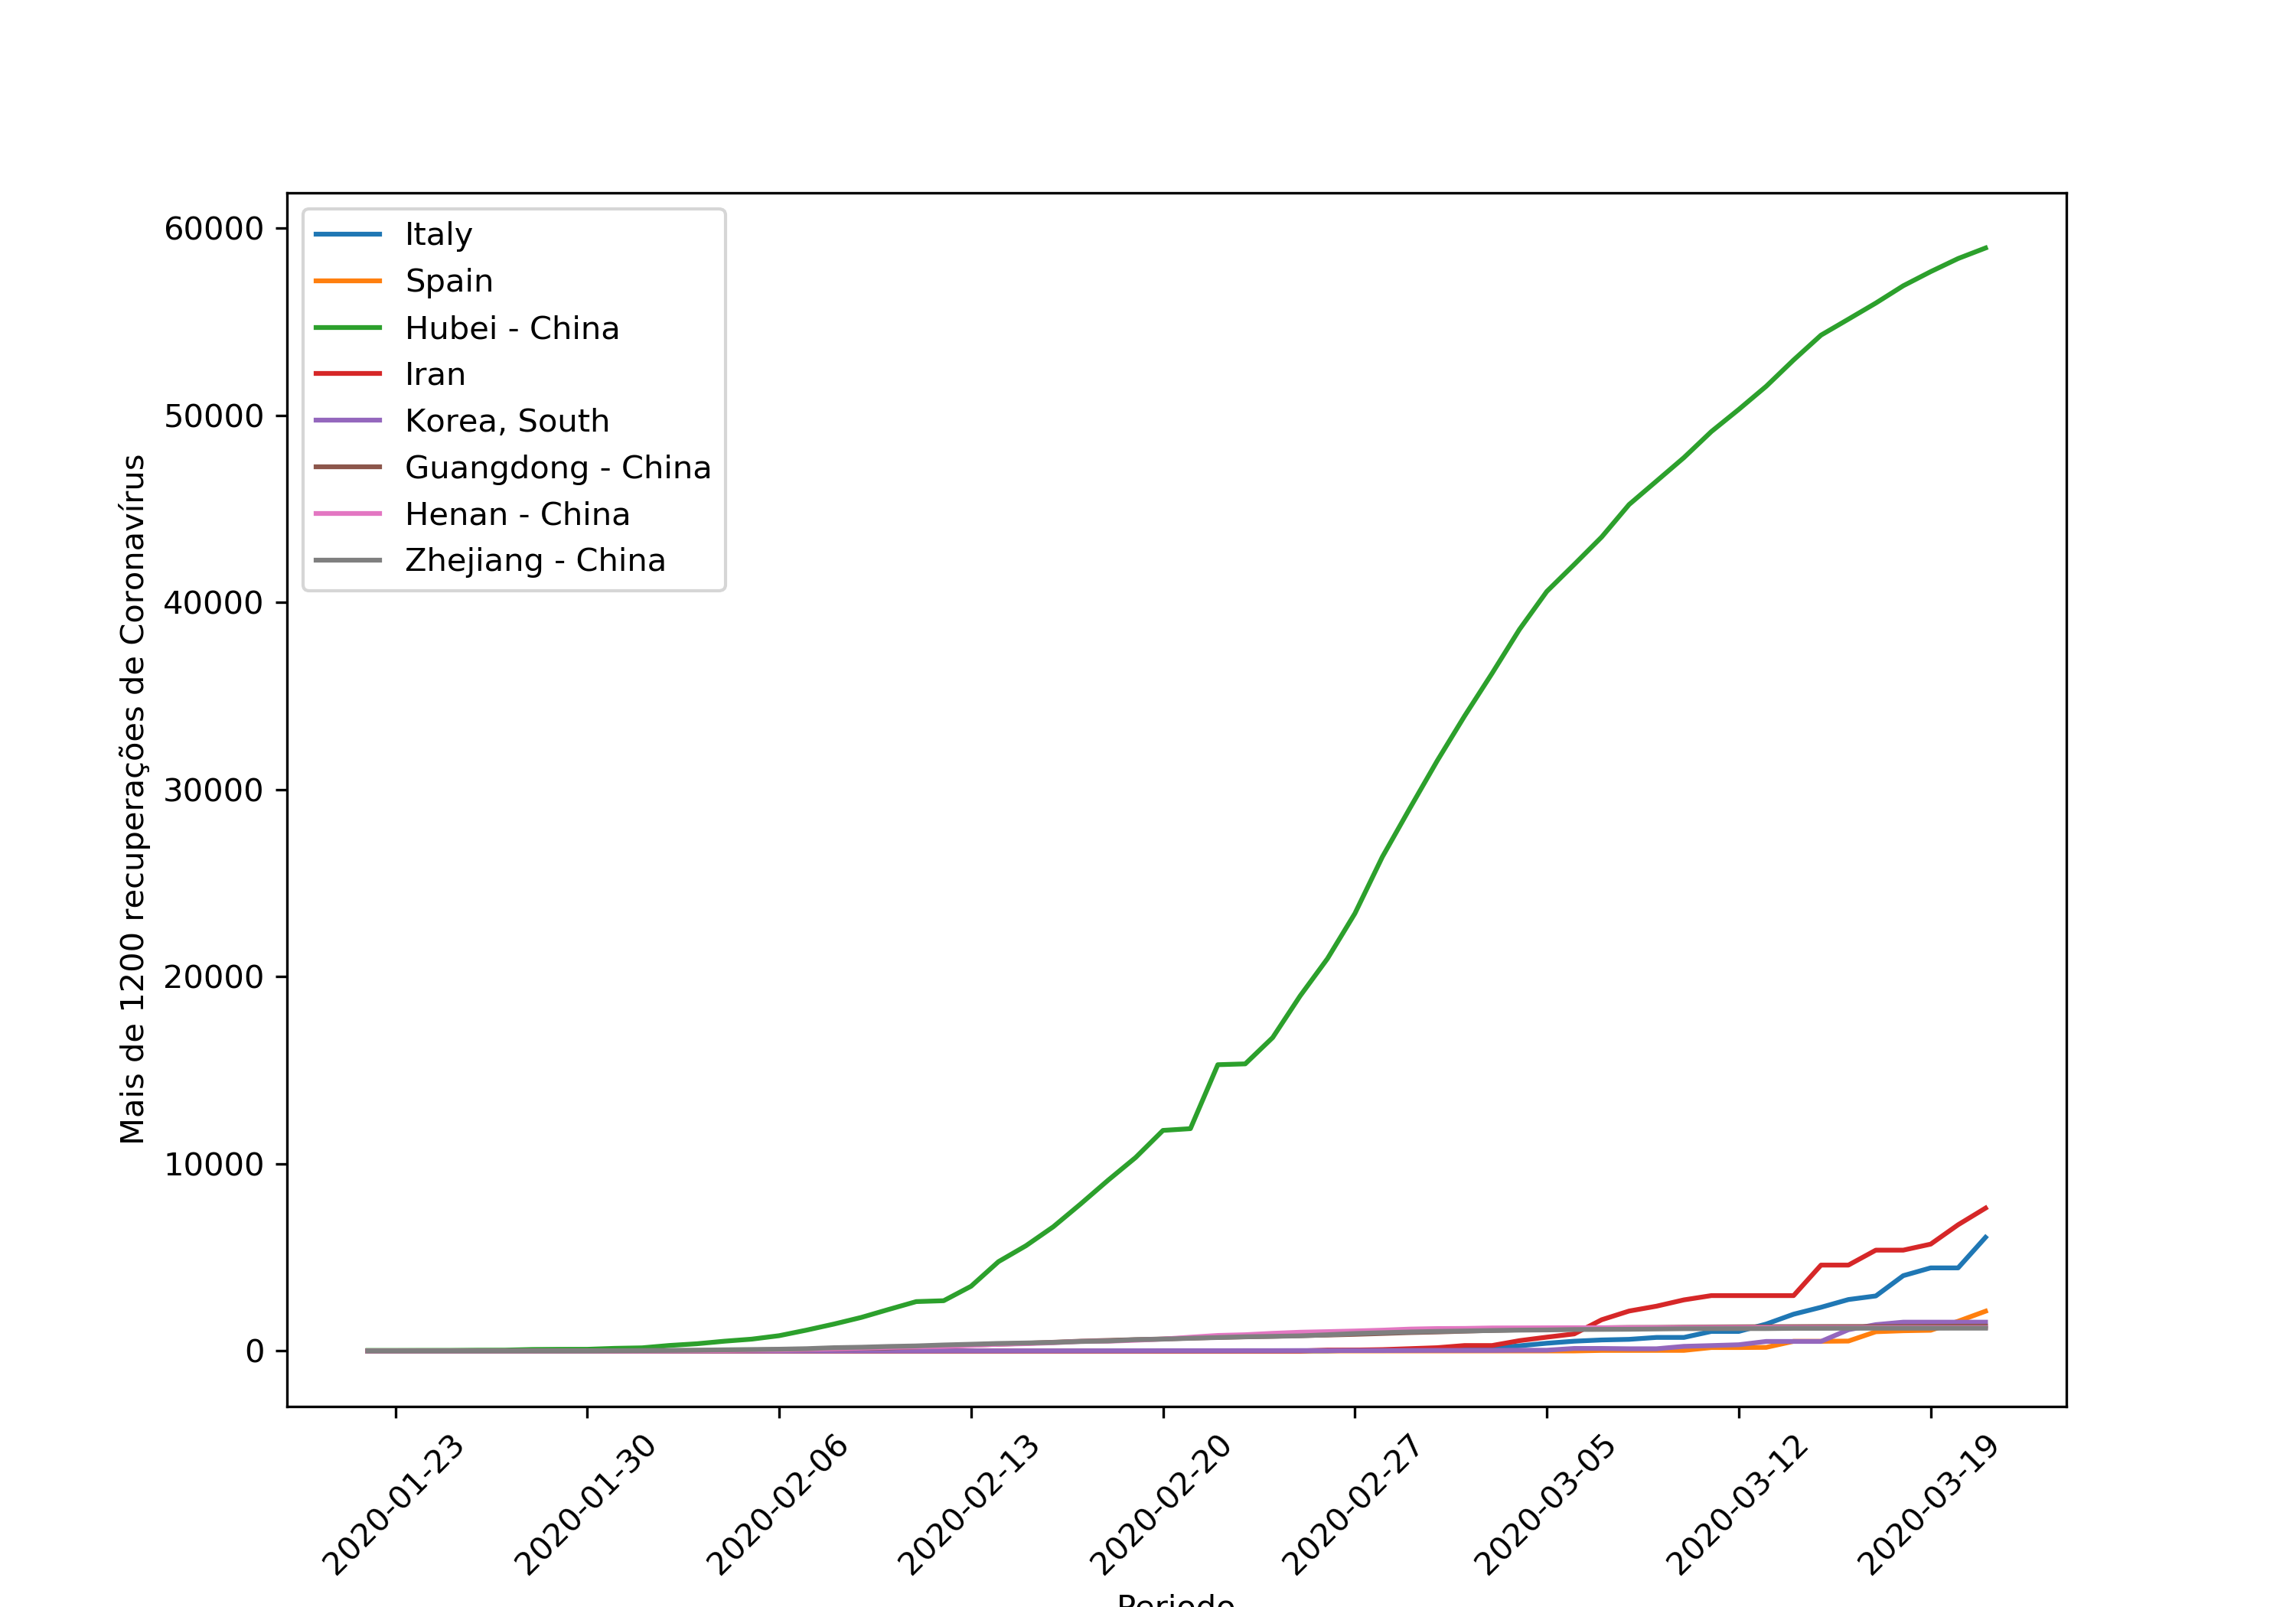 Italy
Spain
Hubei - China
Iran
Korea, South
Guangdong - China
Henan - China
Zhejiang - China
Mais de 1200 recuperações de Coronavírus
60000
50000
40000
30000
20000
10000
0
2020-01-23
2020-01-30
2020-02-06
2020-02-13
2020-02-20
2020-02-27
2020-03-05
2020-03-12
2020-03-19
Periodo